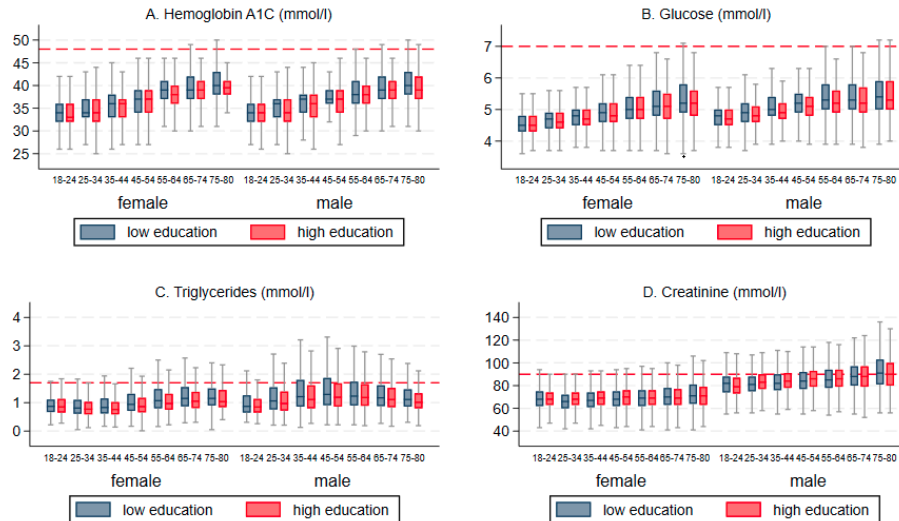 A. Hemoglobin A1C (mmol/l)
50
45
40
35
30
25
18-24 25-34 35-44 45-54 55-64 65-74 75-80 18-24 25-34 35-44 45-54 55-64 65-74 75-80
female male
low education high education
B. Glucose (mmol/l)
7
6
5
4
18-24 25-34 35-44 45-54 55-64 65-74 75-80 18-24 25-34 35-44 45-54 55-64 65-74 75-80
female male
low education high education
C. Triglycerides (mmol/l)
4
3
2
1
0
18-24 25-34 35-44 45-54 55-64 65-74 75-80 18-24 25-34 35-44 45-54 55-64 65-74 75-80
female male
low education high education
D. Creatinine (mmol/l)
140
120
100
80
60
40
18-24 25-34 35-44 45-54 55-64 65-74 75-80 18-24 25-34 35-44 45-54 55-64 65-74 75-80
female male
low education high education